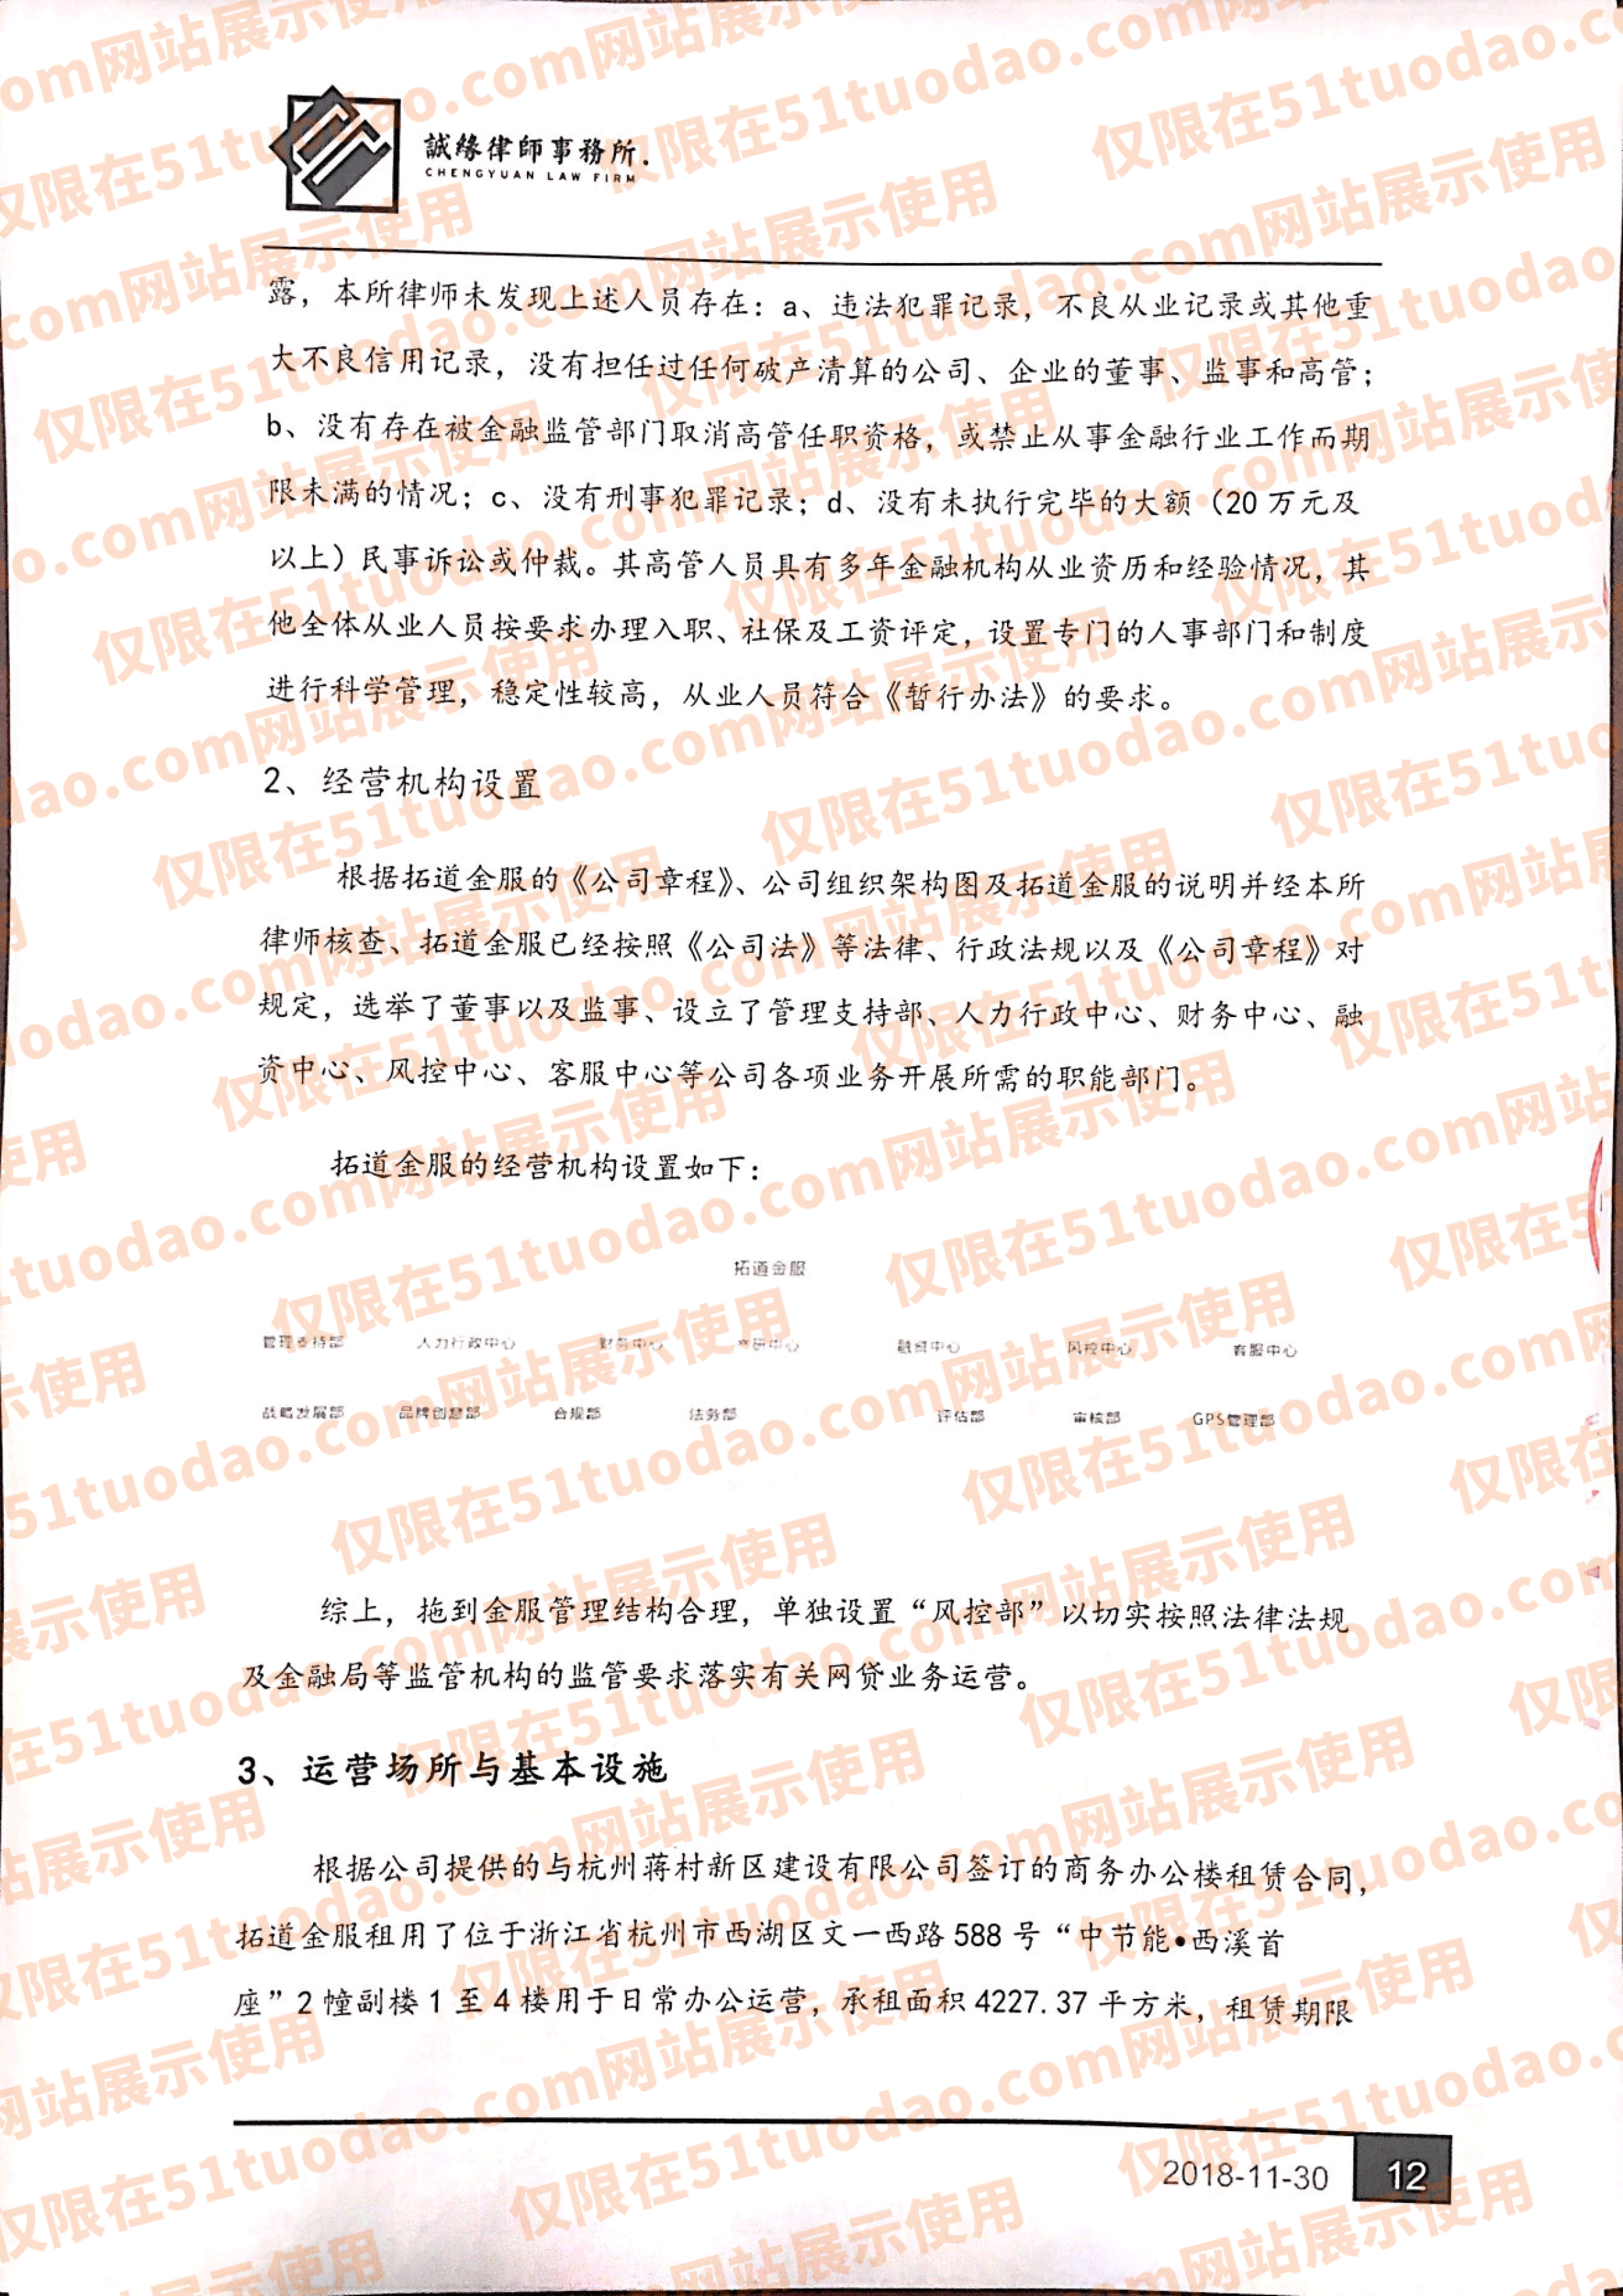 誠緣律師事務所.
CHENGYUAN LAW FIRM
露，本所律师未发现上述人员存在：a、违法犯罪记录，不良从业记录或其他重
大不良信用记录，没有担任过任何破产清算的公司、企业的董事、监事和高管；
b、没有存在被金融监管部门取消高管任职资格，或禁止从事金融行业工作而期
限未满的情况；c、没有刑事犯罪记录；d、没有未执行完毕的大额（20 万元及
以上）民事诉讼或仲裁。其高管人员具有多年金融机构从业资历和经验情况，其
他全体从业人员按要求办理入职、社保及工资评定，设置专门的人事部门和制度
进行科学管理，稳定性较高，从业人员符合《暂行办法》的要求。
2、经营机构设置
根据拓道金服的《公司章程》、公司组织架构图及拓道金服的说明并经本所
律师核查、拓道金服已经按照《公司法》等法律、行政法规以及《公司章程》对
规定，选举了董事以及监事、设立了管理支持部、人力行政中心、财务中心、融
资中心、风控中心、客服中心等公司各项业务开展所需的职能部门。
拓道金服的经营机构设置如下：
拓道金服
管理支持部 人力行政中心 财务中心 产研中心 融资中心 风控中心 客服中心
战略发展部 品牌创意部 合规部 法务部 评估部 审核部 GPS管理部
综上，拖到金服管理结构合理，单独设置“风控部”以切实按照法律法规
及金融局等监管机构的监管要求落实有关网贷业务运营。
3、运营场所与基本设施
根据公司提供的与杭州蒋村新区建设有限公司签订的商务办公楼租赁合同，
拓道金服租用了位于浙江省杭州市西湖区文一西路 588 号“中节能•西溪首
座”2 幢副楼 1 至 4 楼用于日常办公运营，承租面积 4227.37 平方米，租赁期限
2018-11-30 12
仅限在51tuodao.com网站展示使用